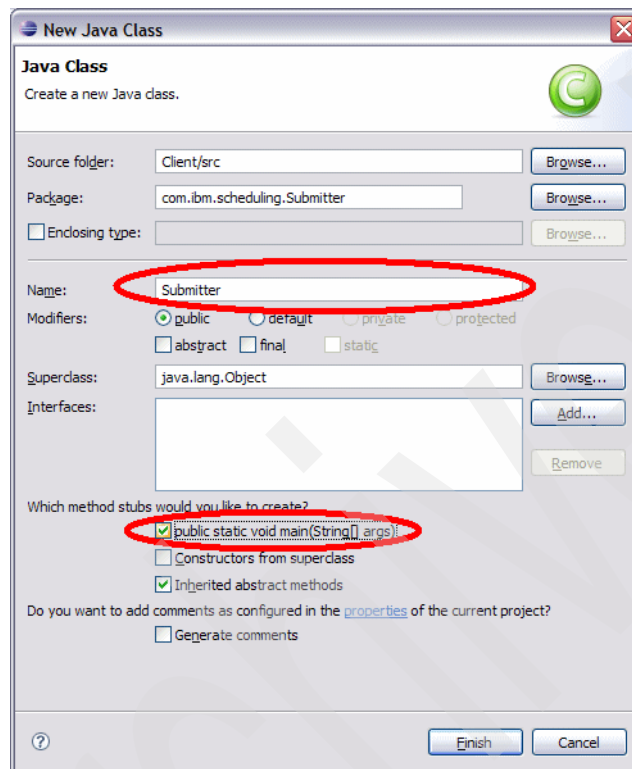 New Java Class
Java Class
Create a new Java class.
Source folder: Client/src Browse...
Package: com.ibm.scheduling.Submitter Browse...
Enclosing type: Browse...
Name: Submitter
Modifiers: public default private protected
abstract final static
Superclass: java.lang.Object Browse...
Interfaces: Add...
Remove
Which method stubs would you like to create?
public static void main(String[] args)
Constructors from superclass
Inherited abstract methods
Do you want to add comments as configured in the properties of the current project?
Generate comments
? Finish Cancel